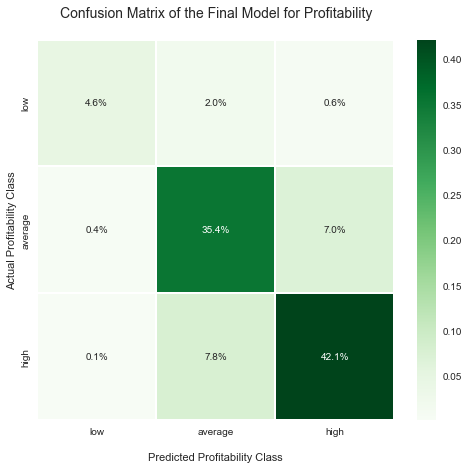 Confusion Matrix of the Final Model for Profitability
low
4.6%
2.0%
0.6%
average
0.4%
35.4%
7.0%
high
0.1%
7.8%
42.1%
low
average
high
Actual Profitability Class
Predicted Profitability Class
0.40
0.35
0.30
0.25
0.20
0.15
0.10
0.05